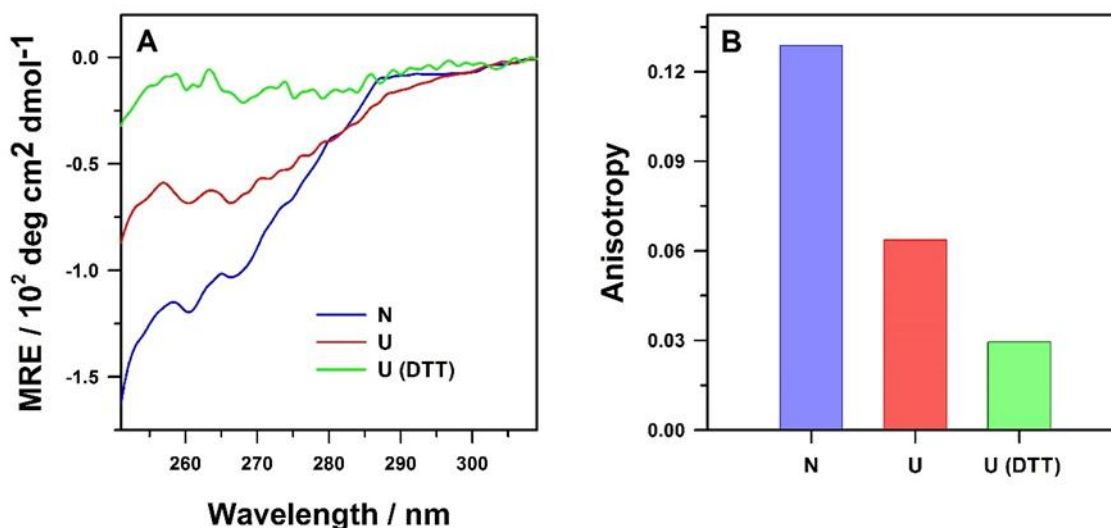 A
MRE / 10² deg cm² dmol-1
0.0
-0.5
-1.0
-1.5
N
U
U (DTT)
260 270 280 290 300
Wavelength / nm
B
Anisotropy
0.12
0.09
0.06
0.03
0.00
N U U (DTT)